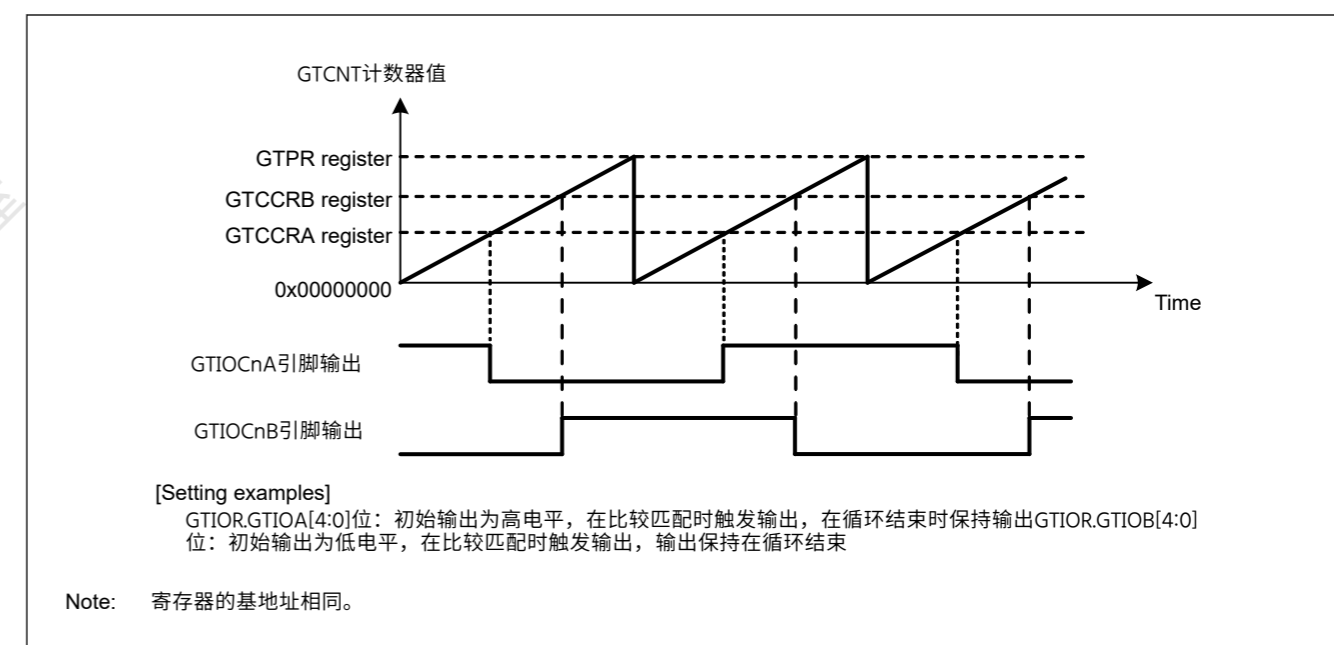 GTCNT计数器值
GTPR register
GTCCRB register
GTCCRA register
0x00000000
Time
GTIOCnA引脚输出
GTIOCnB引脚输出
[Setting examples]
GTIOR.GTIOA[4:0]位：初始输出为高电平，在比较匹配时触发输出，在循环结束时保持输出GTIOR.GTIOB[4:0]
位：初始输出为低电平，在比较匹配时触发输出，输出保持在循环结束
Note: 寄存器的基地址相同。